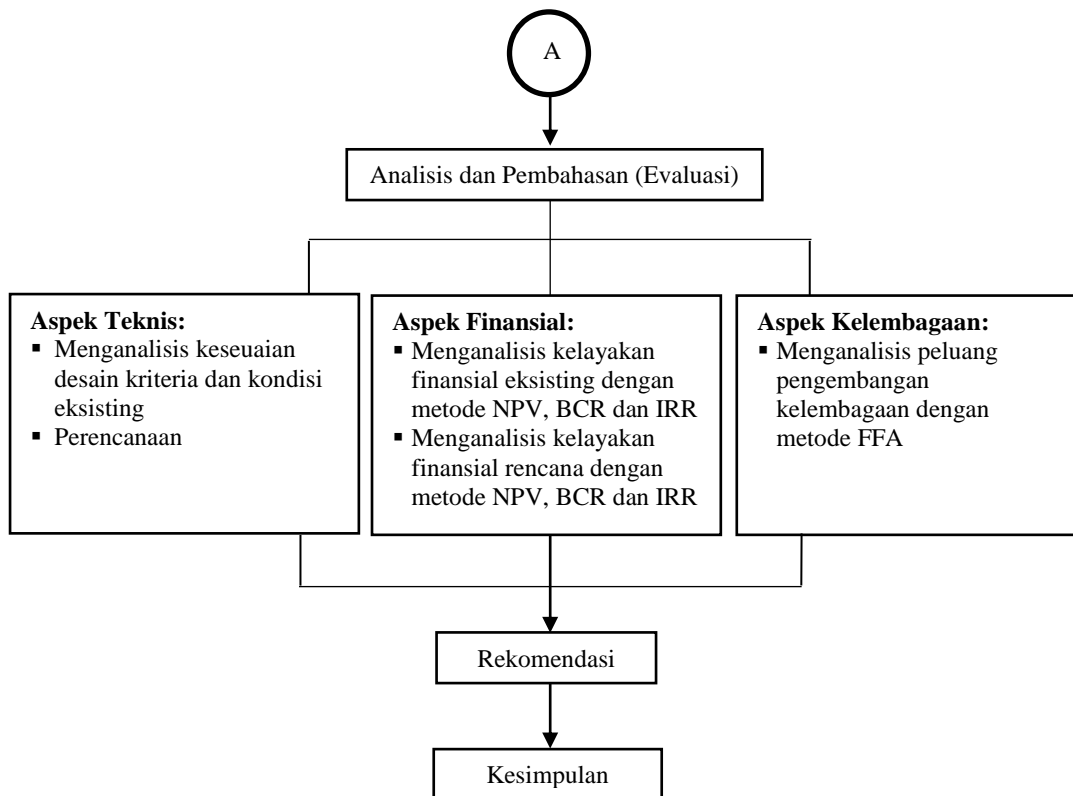 A
Analisis dan Pembahasan (Evaluasi)
Aspek Teknis:
▪ Menganalisis keseuaian
desain kriteria dan kondisi
eksisting
▪ Perencanaan
Aspek Finansial:
▪ Menganalisis kelayakan
finansial eksisting dengan
metode NPV, BCR dan IRR
▪ Menganalisis kelayakan
finansial rencana dengan
metode NPV, BCR dan IRR
Aspek Kelembagaan:
▪ Menganalisis peluang
pengembangan
kelembagaan dengan
metode FFA
Rekomendasi
Kesimpulan